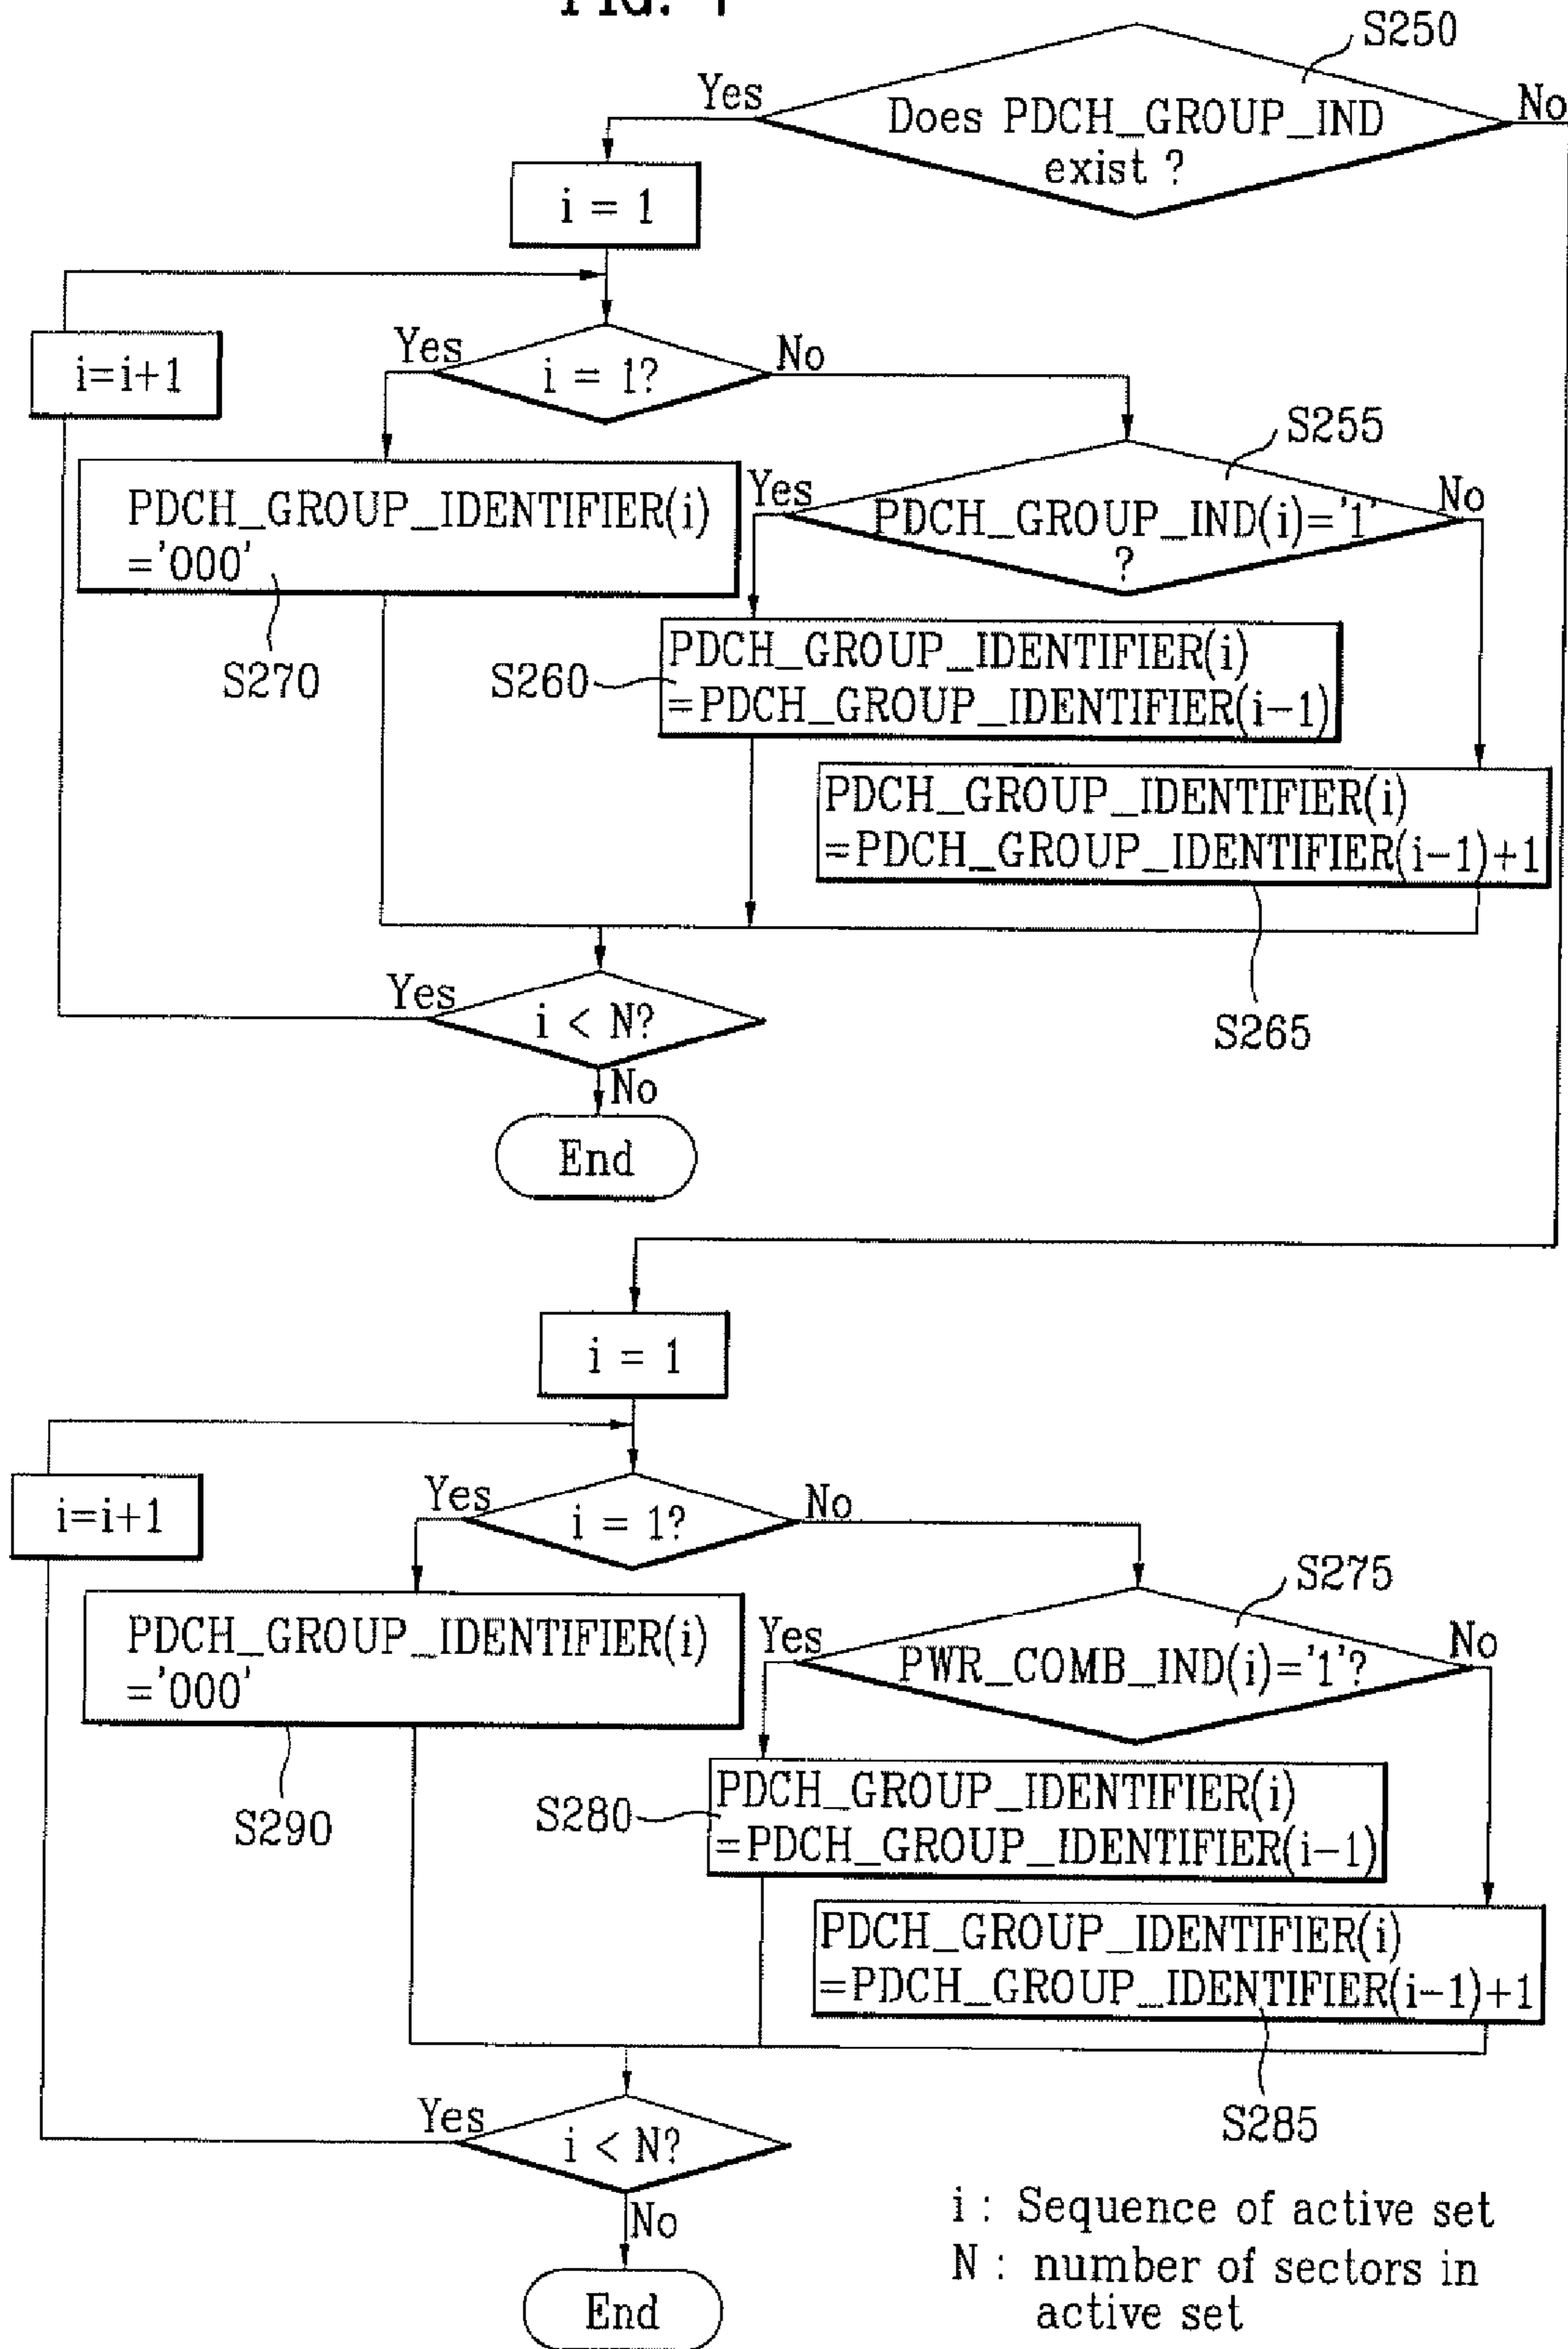 S250
Yes
No
Does PDCH_GROUP_IND
exist ?
i = 1
i=i+1
Yes
i = 1?
No
S255
PDCH_GROUP_IDENTIFIER(i)
='000'
Yes
PDCH_GROUP_IND(i)='1'
?
No
S270
S260
PDCH_GROUP_IDENTIFIER(i)
=PDCH_GROUP_IDENTIFIER(i-1)
PDCH_GROUP_IDENTIFIER(i)
=PDCH_GROUP_IDENTIFIER(i-1)+1
S265
Yes
i < N?
No
End
i = 1
i=i+1
Yes
i = 1?
No
S275
PDCH_GROUP_IDENTIFIER(i)
='000'
Yes
PWR_COMB_IND(i)='1'?
No
S290
S280
PDCH_GROUP_IDENTIFIER(i)
=PDCH_GROUP_IDENTIFIER(i-1)
PDCH_GROUP_IDENTIFIER(i)
=PDCH_GROUP_IDENTIFIER(i-1)+1
S285
Yes
i < N?
No
End
i : Sequence of active set
N : number of sectors in
active set